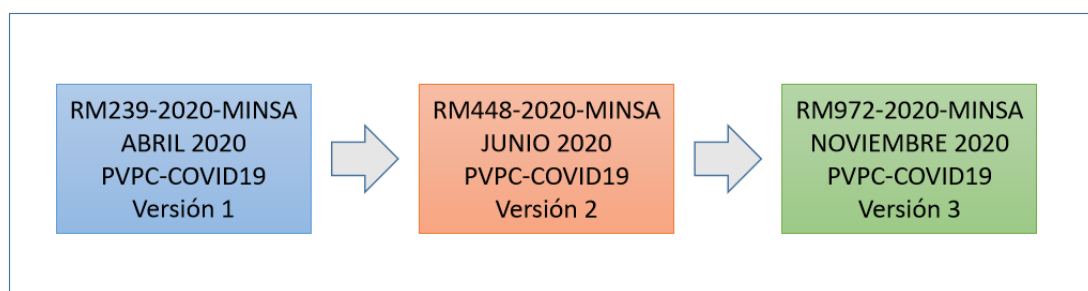 RM239-2020-MINSA
ABRIL 2020
PVPC-COVID19
Versión 1
RM448-2020-MINSA
JUNIO 2020
PVPC-COVID19
Versión 2
RM972-2020-MINSA
NOVIEMBRE 2020
PVPC-COVID19
Versión 3